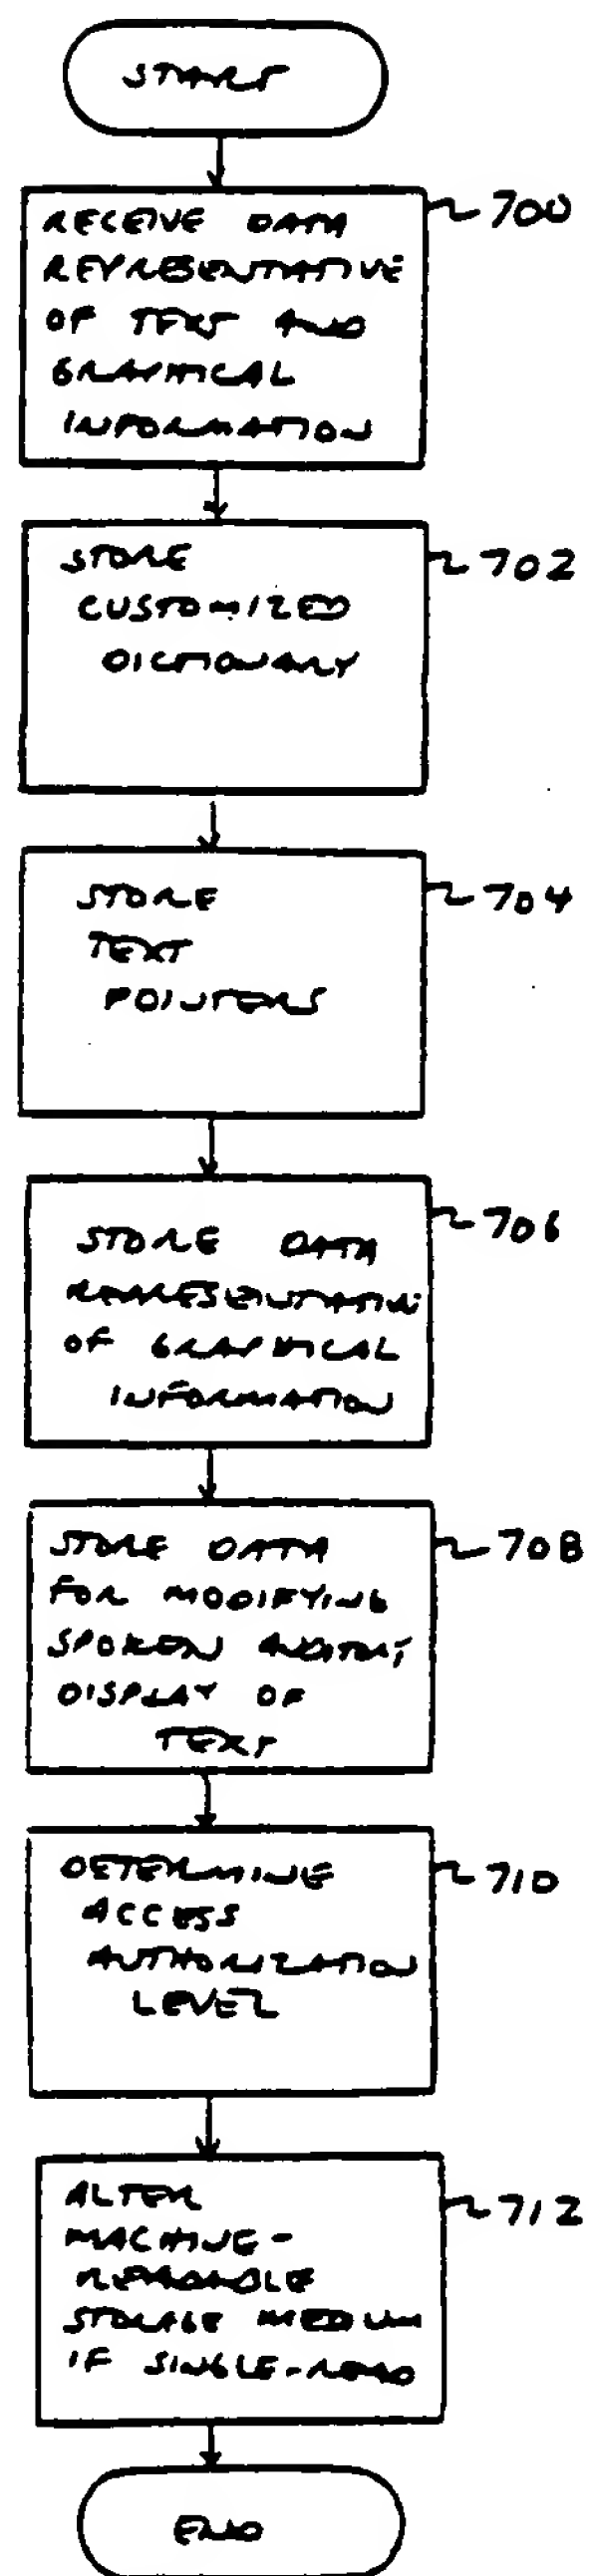 START
RECEIVE DATA
REPRESENTATIVE
OF TEXT AND
GRAPHICAL
INFORMATION
700
STORE
CUSTOMIZED
DICTIONARY
702
STORE
TEXT
POINTERS
704
STORE DATA
REPRESENTATIVE
OF GRAPHICAL
INFORMATION
706
STORE DATA
FOR MODIFYING
SPOKEN AUDITORY
DISPLAY OF
TEXT
708
DETERMINE
ACCESS
AUTHORIZATION
LEVEL
710
ALTER
MACHINE-
READABLE
STORAGE MEDIUM
IF SINGLE-READ
712
END